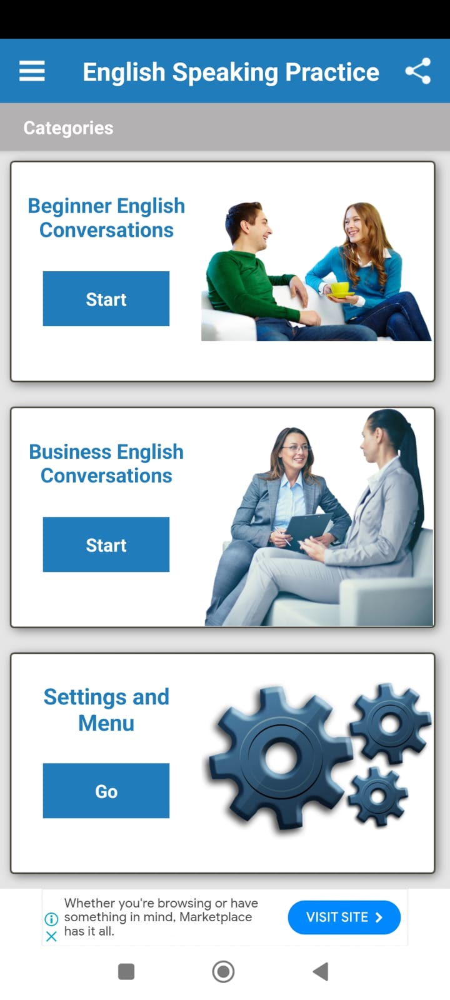 English Speaking Practice
Categories
Beginner English
Conversations
Start
Business English
Conversations
Start
Settings and
Menu
Go
Whether you're browsing or have
something in mind, Marketplace
has it all.
VISIT SITE